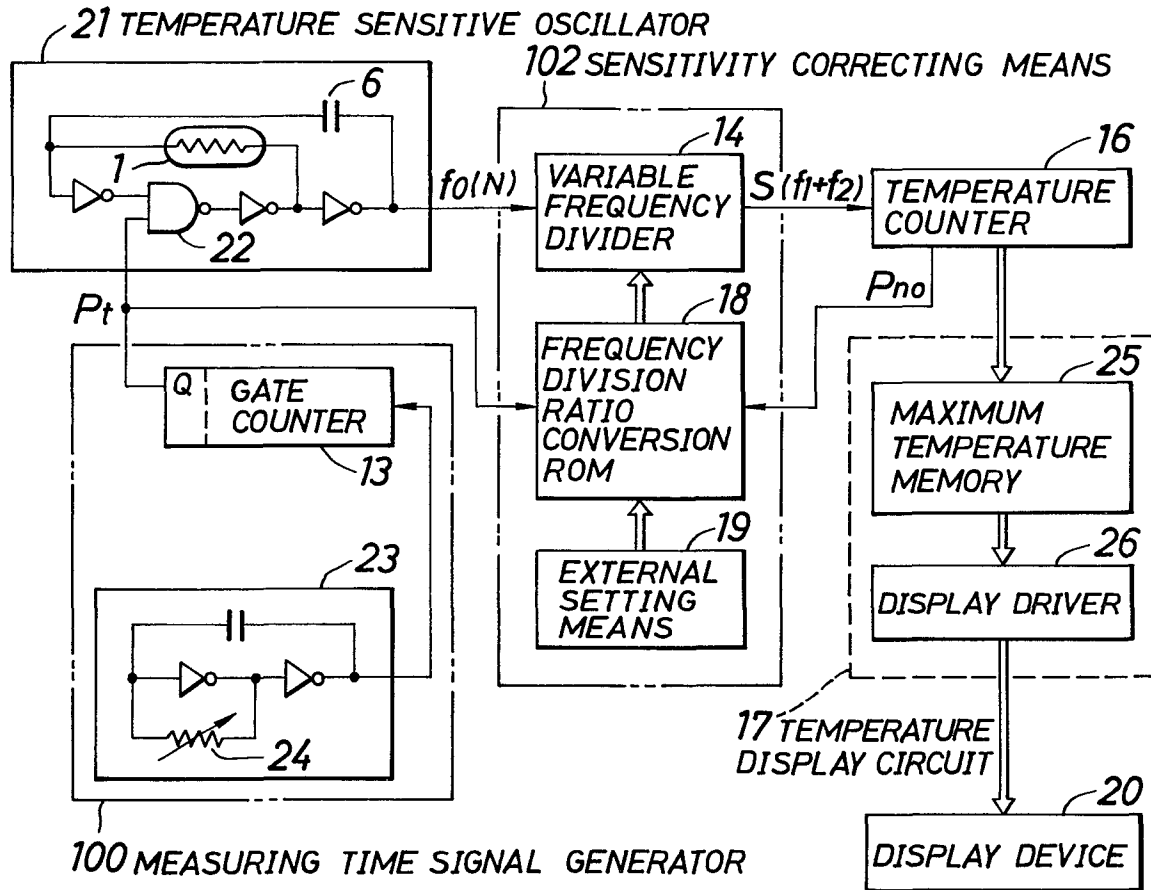 21 TEMPERATURE SENSITIVE OSCILLATOR
102 SENSITIVITY CORRECTING MEANS
6
1
22
f0(N)
14
VARIABLE
FREQUENCY
DIVIDER
S(f1+f2)
16
TEMPERATURE
COUNTER
Pt
Pno
18
FREQUENCY
DIVISION
RATIO
CONVERSION
ROM
Q
GATE
COUNTER
13
25
MAXIMUM
TEMPERATURE
MEMORY
19
EXTERNAL
SETTING
MEANS
26
DISPLAY DRIVER
23
24
17 TEMPERATURE
DISPLAY CIRCUIT
20
DISPLAY DEVICE
100 MEASURING TIME SIGNAL GENERATOR